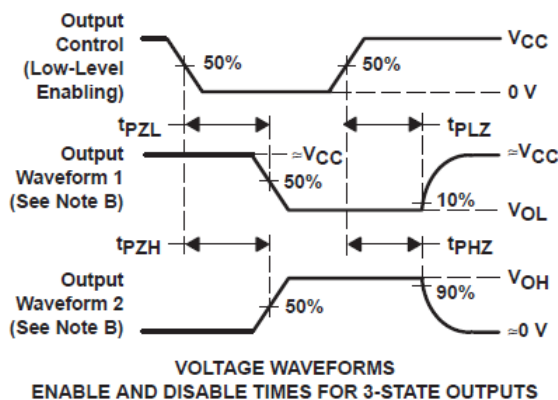 Output
Control
(Low-Level
Enabling)
50%
50%
VCC
0 V
tPZL
tPLZ
Output
Waveform 1
(See Note B)
≈VCC
50%
≈VCC
10%
VOL
tPZH
tPHZ
Output
Waveform 2
(See Note B)
50%
VOH
90%
≈0 V
VOLTAGE WAVEFORMS
ENABLE AND DISABLE TIMES FOR 3-STATE OUTPUTS